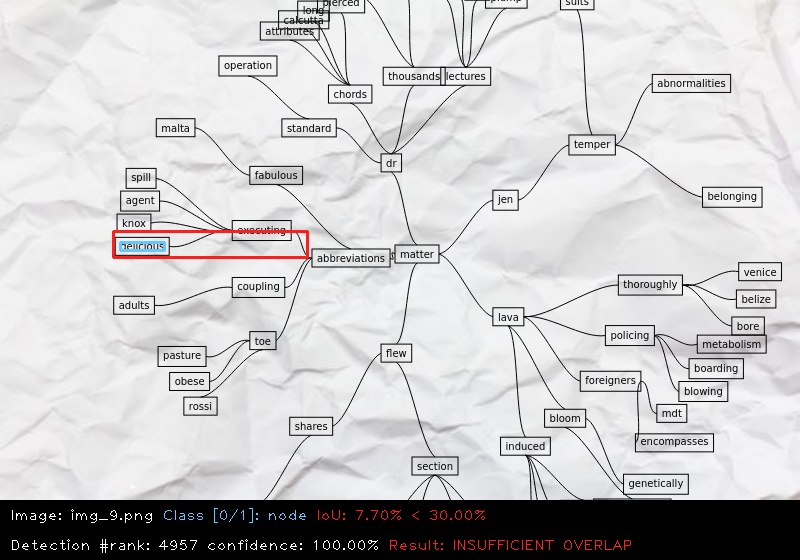 pierced
plump
suits
long
calcutta
attributes
operation
thousands
lectures
abnormalities
chords
malta
standard
temper
dr
fabulous
spill
agent
jen
belonging
knox
executing
delicious
abbreviations
matter
coupling
thoroughly
venice
adults
belize
lava
bore
toe
policing
metabolism
pasture
flew
boarding
obese
foreigners
blowing
rossi
mdt
shares
bloom
induced
encompasses
section
genetically
Image: img_9.png Class [0/1]: node IoU: 7.70% < 30.00%
Detection #rank: 4957 confidence: 100.00% Result: INSUFFICIENT OVERLAP